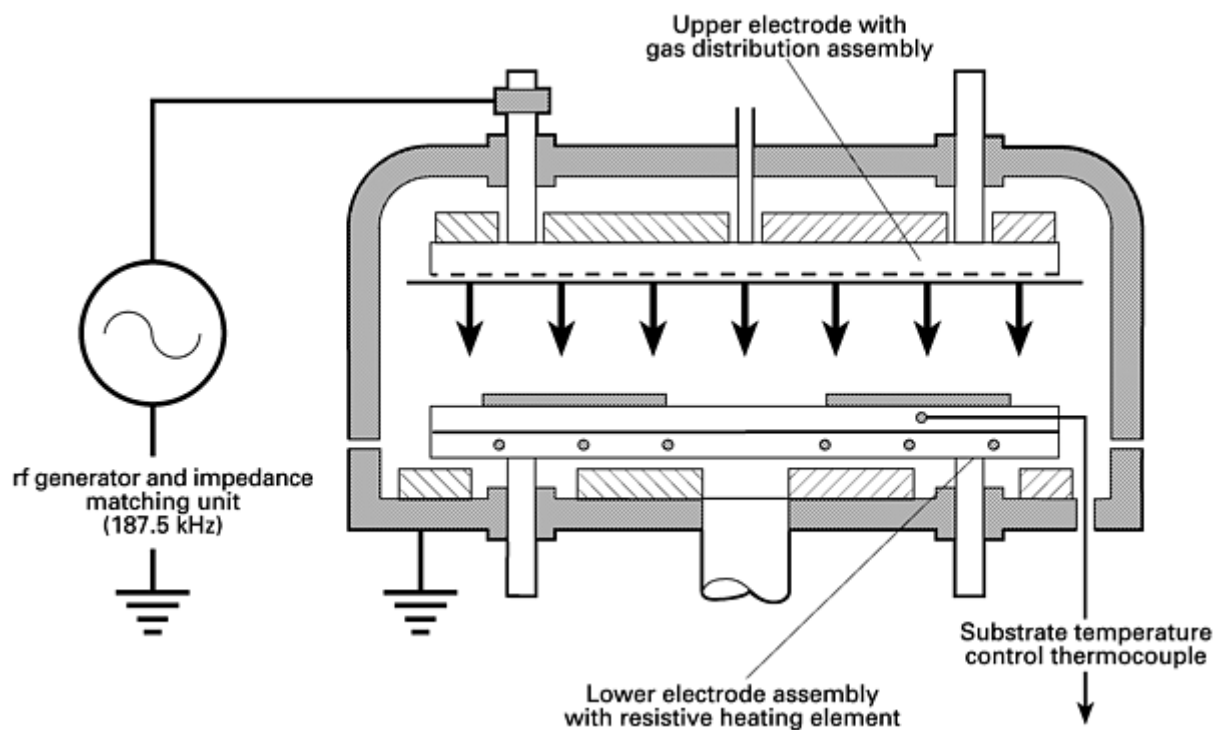 Upper electrode with
gas distribution assembly
rf generator and impedance
matching unit
(187.5 kHz)
Substrate temperature
control thermocouple
Lower electrode assembly
with resistive heating element